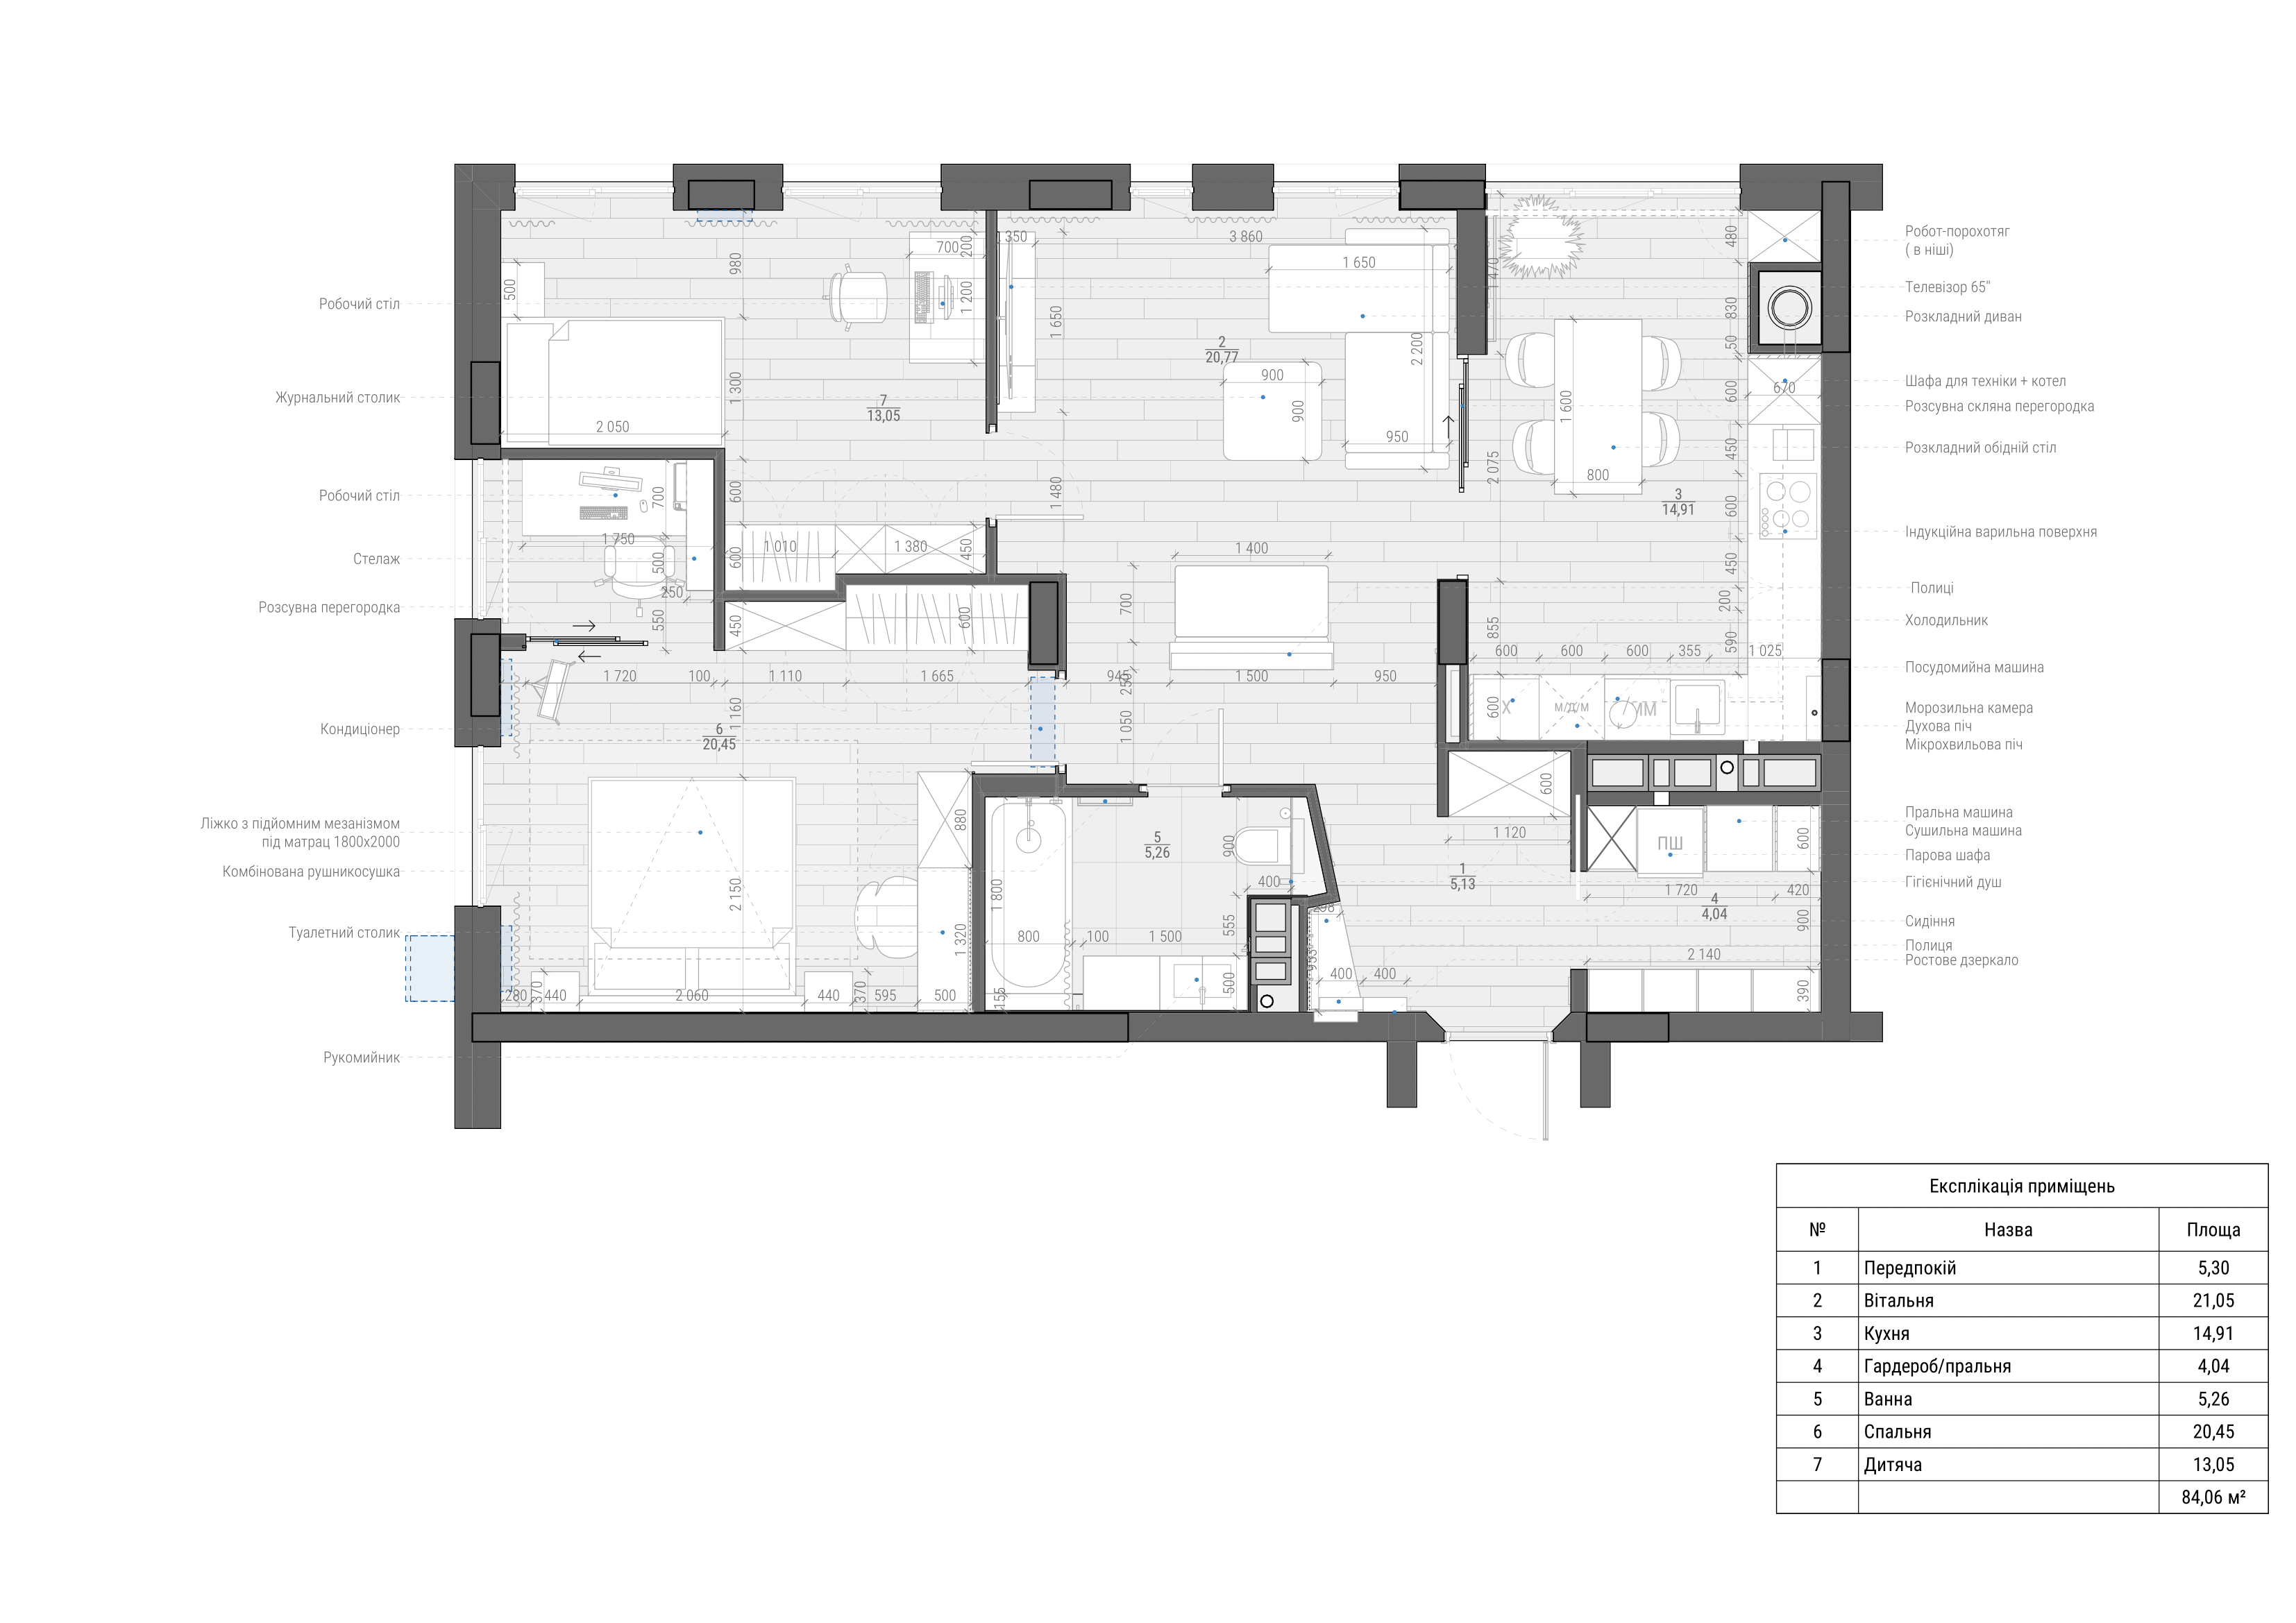 Робочий стіл
Журнальний столик
Робочий стіл
Стелаж
Розсувна перегородка
Кондиціонер
Ліжко з підйомним мезанізмом
під матрац 1800х2000
Комбінована рушникосушка
Туалетний столик
Рукомийник
980
500
700
200
1 200
1 300
2 050
7
13,05
600
600
1 010
1 380
450
350
3 860
1 650
1 650
2
20,77
900
900
2 200
950
1 480
1 400
700
1 470
480
830
50
600
670
1 600
800
450
2 075
3
14,91
600
450
200
590
855
600
600
600
355
1 025
600
Х
М/Д/М
ММ
700
1 750
500
250
550
450
600
1 720
100
1 110
1 665
945
250
1 500
950
1 160
1 050
6
20,45
880
2 150
1 320
280
370
440
2 060
440
370
595
500
5
5,26
900
1 800
400
800
100
1 500
555
155
500
600
1 120
1
5,13
298
955
400
400
ПШ
600
1 720
420
4
4,04
900
2 140
390
Робот-порохотяг
( в ніші)
Телевізор 65"
Розкладний диван
Шафа для техніки + котел
Розсувна скляна перегородка
Розкладний обідній стіл
Індукційна варильна поверхня
Полиці
Холодильник
Посудомийна машина
Морозильна камера
Духова піч
Мікрохвильова піч
Пральна машина
Сушильна машина
Парова шафа
Гігієнічний душ
Сидіння
Полиця
Ростове дзеркало
Експлікація приміщень
№ Назва Площа
1 Передпокій 5,30
2 Вітальня 21,05
3 Кухня 14,91
4 Гардероб/пральня 4,04
5 Ванна 5,26
6 Спальня 20,45
7 Дитяча 13,05
84,06 м²